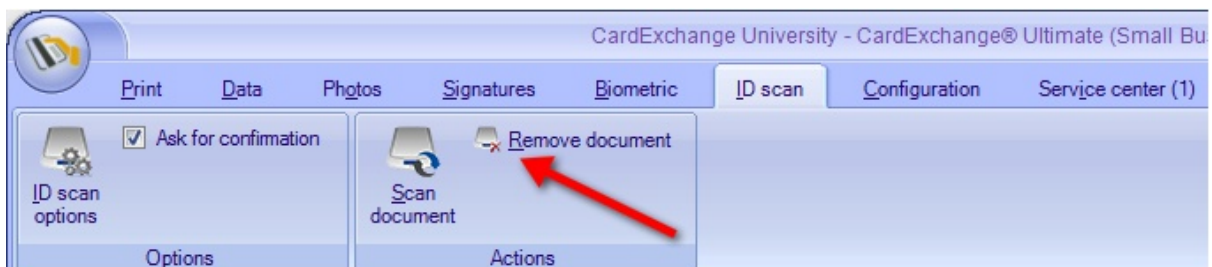 CardExchange University - CardExchange® Ultimate (Small Bu
Print Data Photos Signatures Biometric ID scan Configuration Service center (1)
Ask for confirmation
Remove document
ID scan
options
Scan
document
Options
Actions